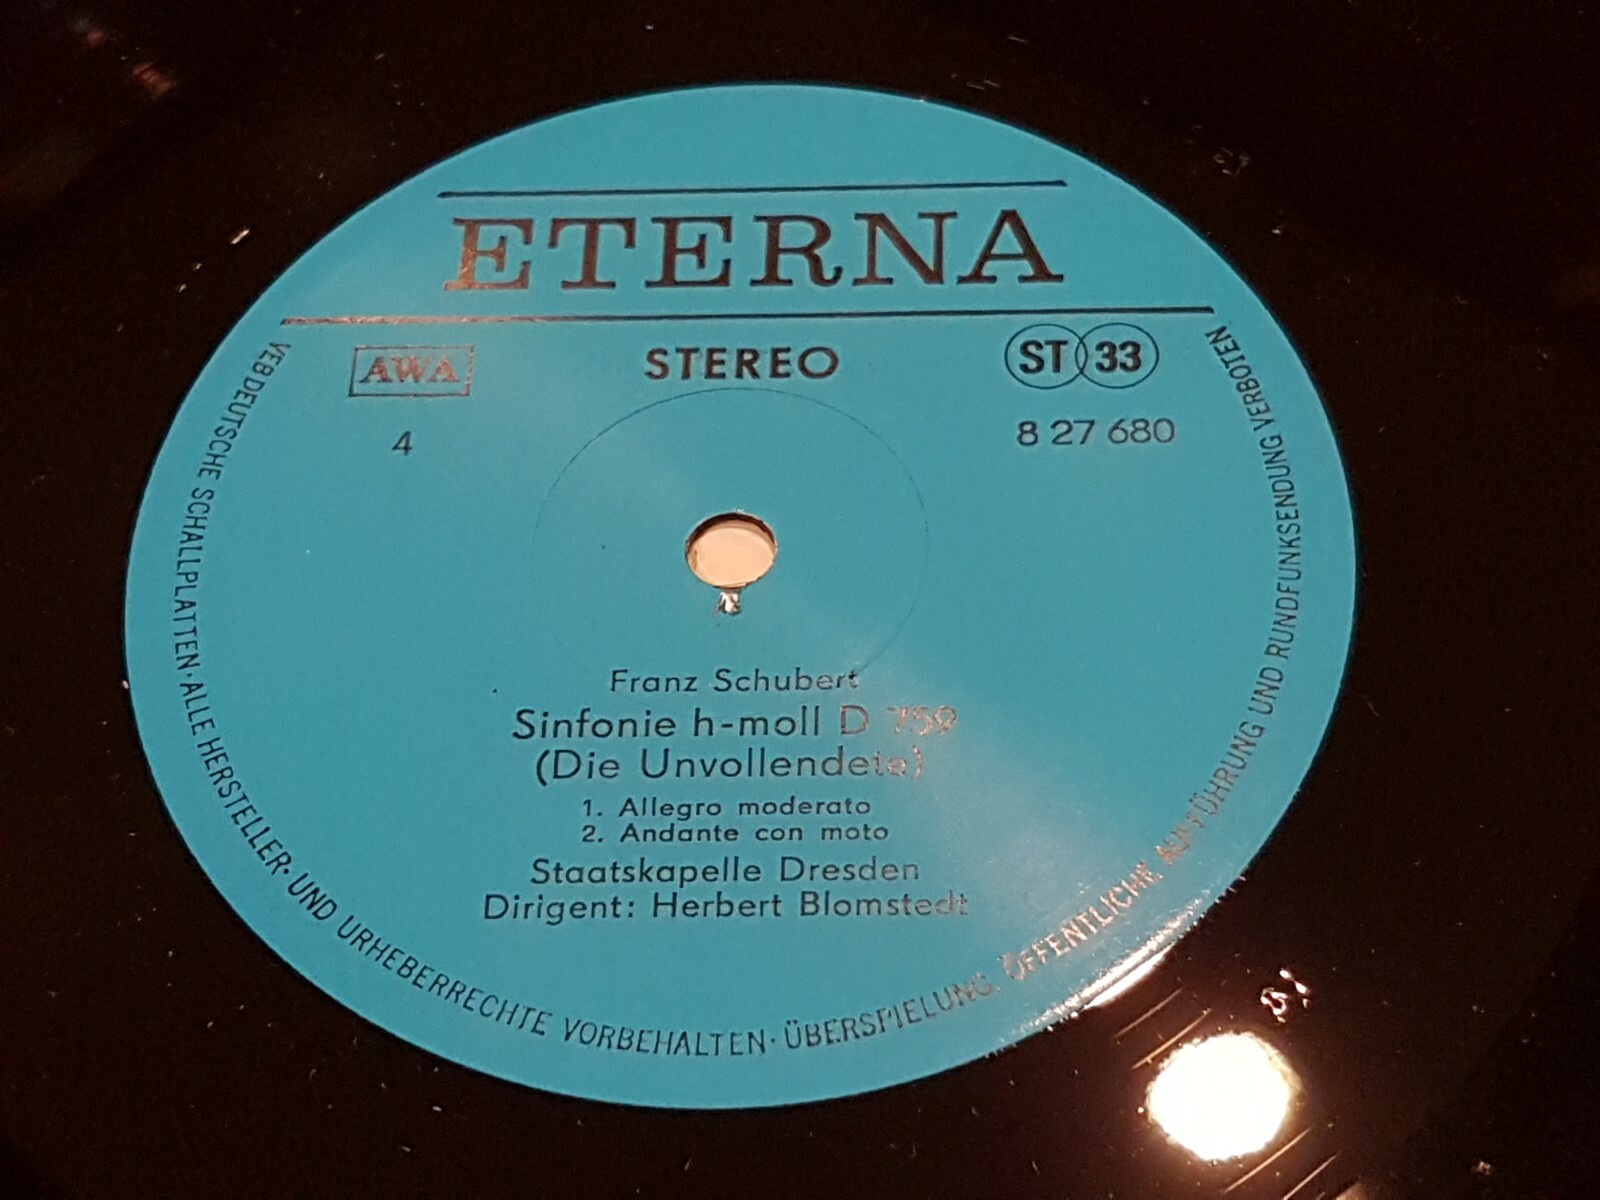 ETERNA
AWA
STEREO
ST 33
4
8 27 680
Franz Schubert
Sinfonie h-moll D 759
(Die Unvollendete)
1. Allegro moderato
2. Andante con moto
Staatskapelle Dresden
Dirigent: Herbert Blomstedt
VEB DEUTSCHE SCHALLPLATTEN · ALLE HERSTELLER- UND URHEBERRECHTE VORBEHALTEN · ÜBERSPIELUNG, ÖFFENTLICHE AUFFÜHRUNG UND RUNDFUNKSENDUNG VERBOTEN